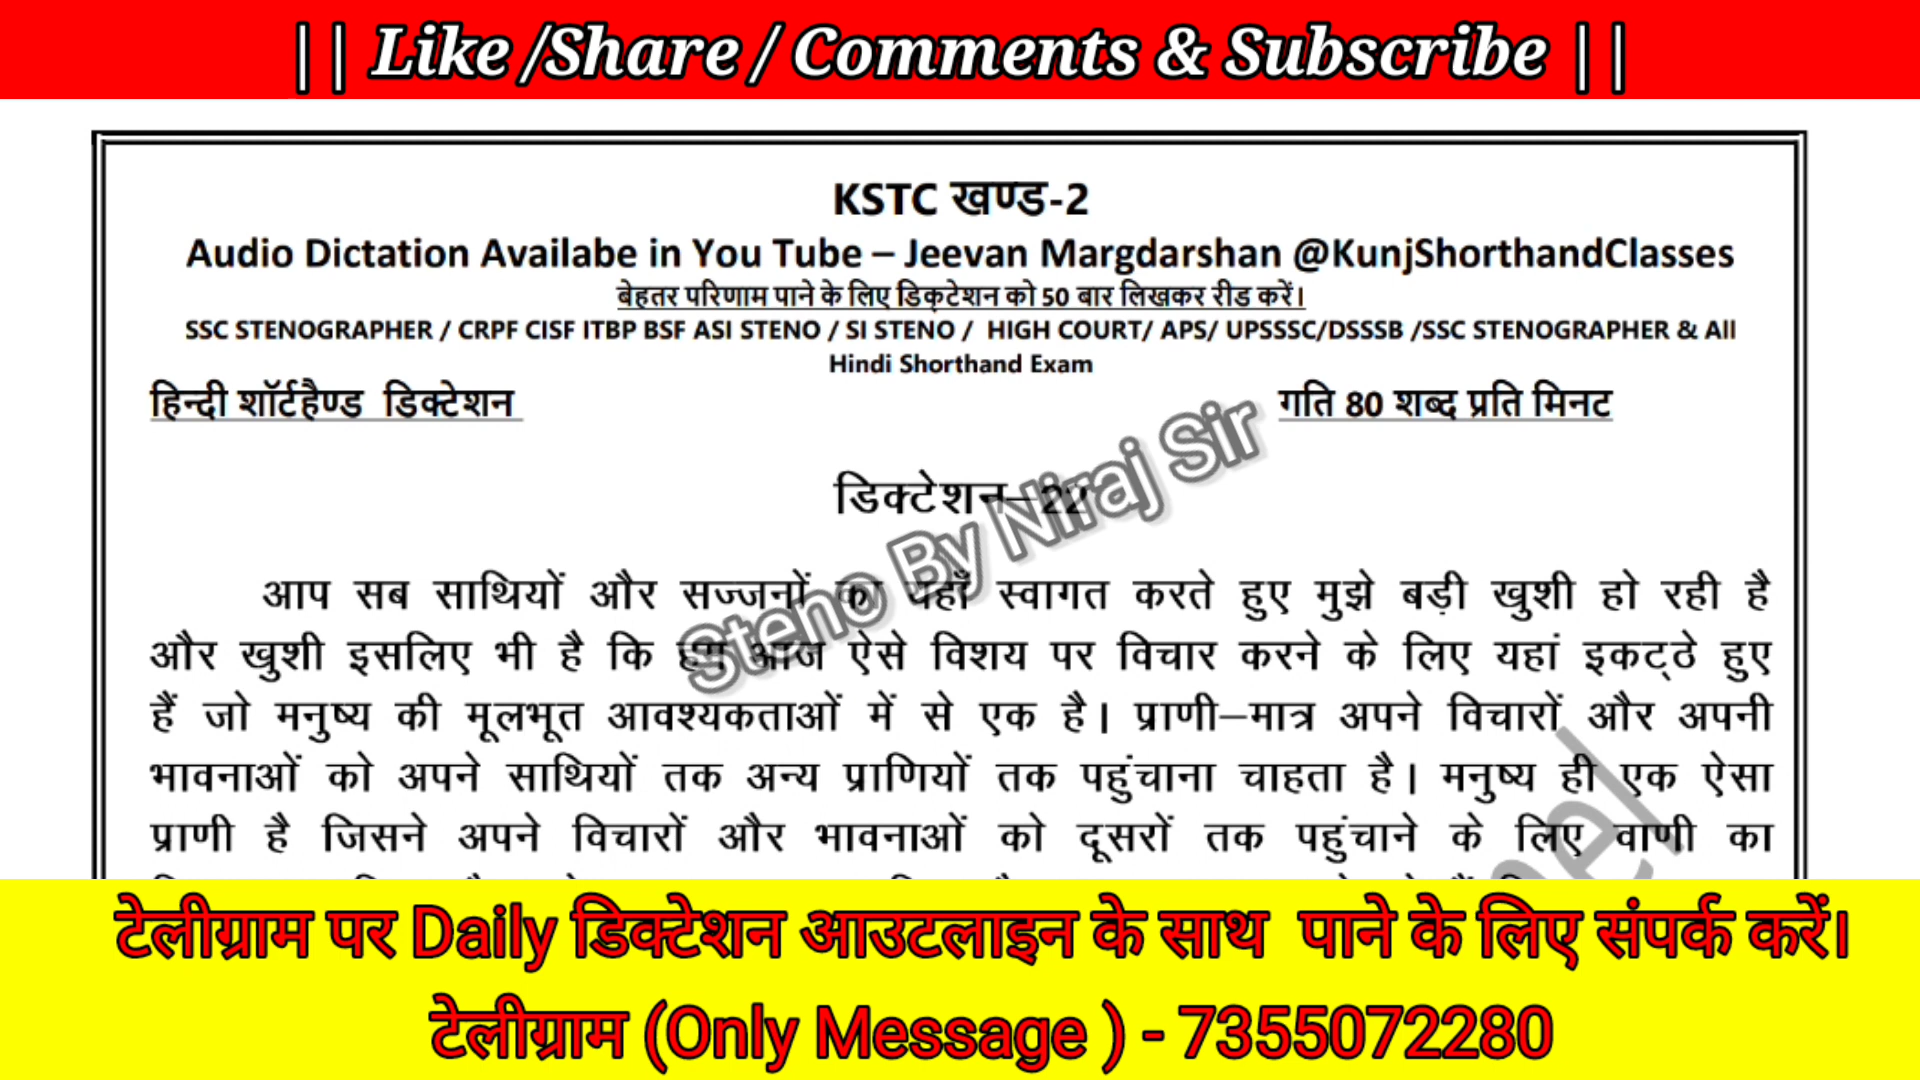 || Like /Share / Comments & Subscribe ||
KSTC खण्ड-2
Audio Dictation Availabe in You Tube – Jeevan Margdarshan @KunjShorthandClasses
बेहतर परिणाम पाने के लिए डिक्टेशन को 50 बार लिखकर रीड करें।
SSC STENOGRAPHER / CRPF CISF ITBP BSF ASI STENO / SI STENO / HIGH COURT/ APS/ UPSSSC/DSSSB /SSC STENOGRAPHER & All
Hindi Shorthand Exam
हिन्दी शॉर्टहैण्ड डिक्टेशन गति 80 शब्द प्रति मिनट
डिक्टेशन–22
Steno By Niraj Sir
आप सब साथियों और सज्जनों का यहाँ स्वागत करते हुए मुझे बड़ी खुशी हो रही है
और खुशी इसलिए भी है कि हम आज ऐसे विशय पर विचार करने के लिए यहां इकट्ठे हुए
हैं जो मनुष्य की मूलभूत आवश्यकताओं में से एक है। प्राणी–मात्र अपने विचारों और अपनी
भावनाओं को अपने साथियों तक अन्य प्राणियों तक पहुंचाना चाहता है। मनुष्य ही एक ऐसा
प्राणी है जिसने अपने विचारों और भावनाओं को दूसरों तक पहुंचाने के लिए वाणी का
टेलीग्राम पर Daily डिक्टेशन आउटलाइन के साथ पाने के लिए संपर्क करें।
टेलीग्राम (Only Message ) - 7355072280